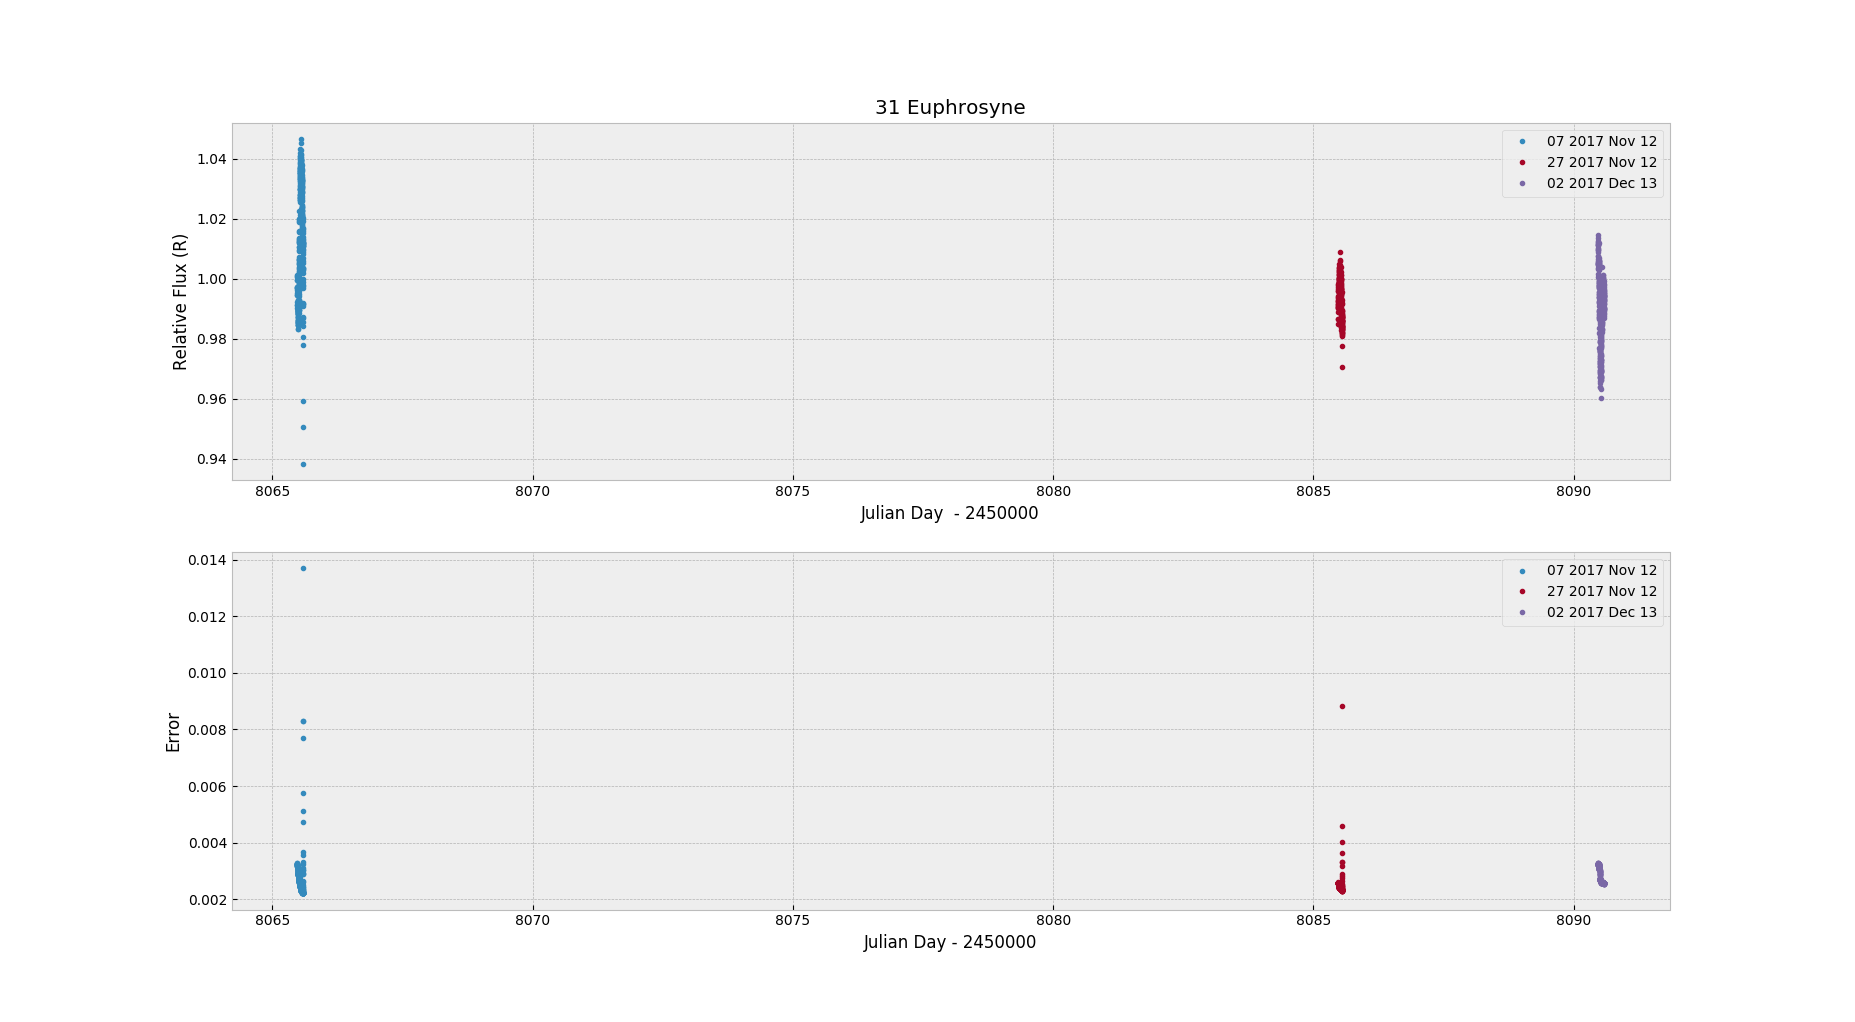 31 Euphrosyne
1.04
1.02
1.00
0.98
0.96
0.94
Relative Flux (R)
07 2017 Nov 12
27 2017 Nov 12
02 2017 Dec 13
8065 8070 8075 8080 8085 8090
Julian Day  - 2450000
0.014
0.012
0.010
0.008
0.006
0.004
0.002
Error
07 2017 Nov 12
27 2017 Nov 12
02 2017 Dec 13
8065 8070 8075 8080 8085 8090
Julian Day - 2450000